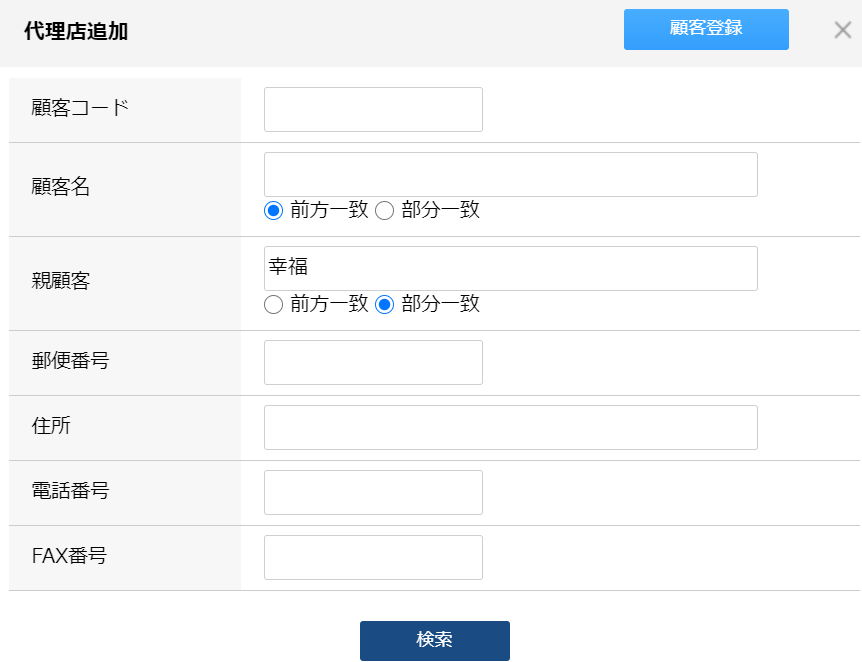 代理店追加
顧客登録
顧客コード
顧客名
前方一致 部分一致
親顧客
幸福
前方一致 部分一致
郵便番号
住所
電話番号
FAX番号
検索